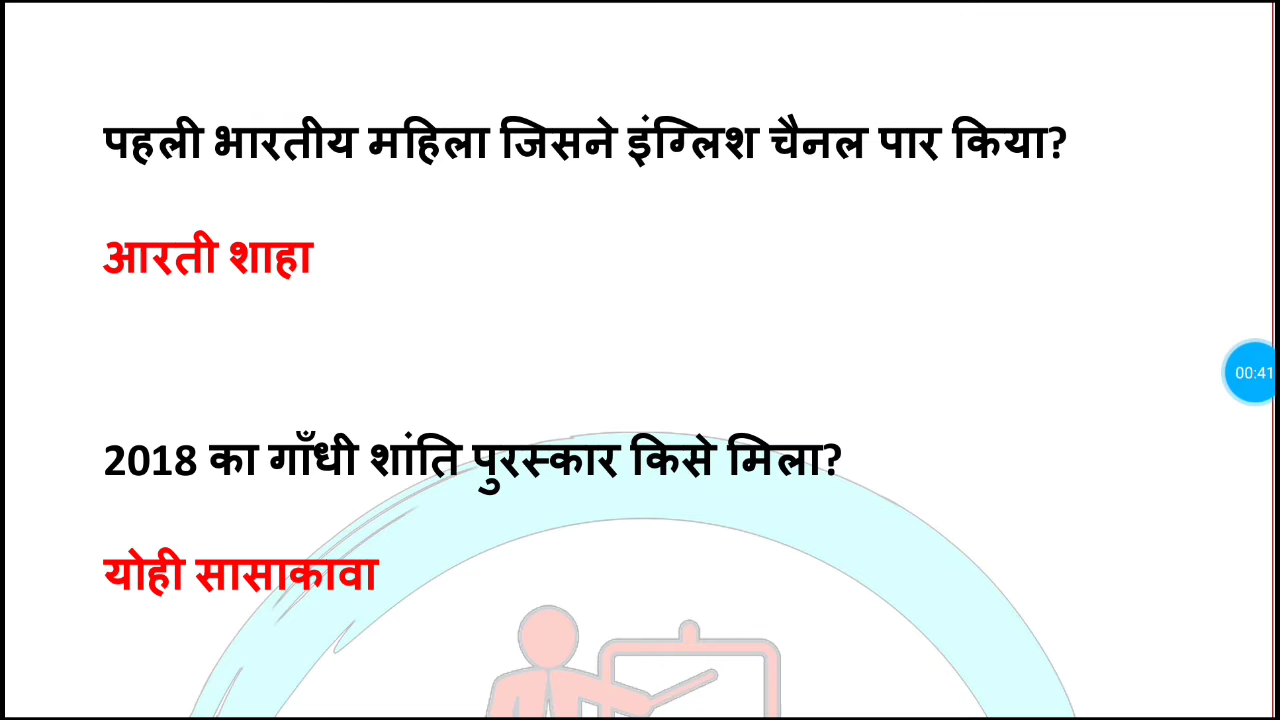 पहली भारतीय महिला जिसने इंग्लिश चैनल पार किया?
आरती शाहा
00:41
2018 का गाँधी शांति पुरस्कार किसे मिला?
योही सासाकावा